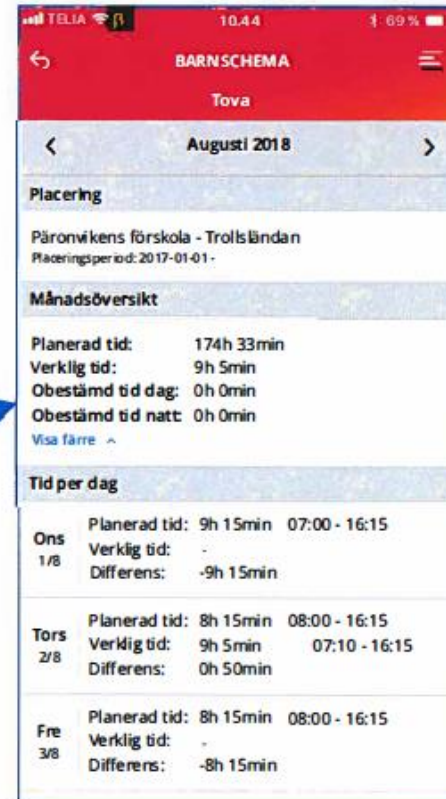 TELIA 10.44 69 %
BARNSCHEMA
Tova
Augusti 2018
Placering
Päronvikens förskola - Trollsländan
Placeringsperiod: 2017-01-01 -
Månadsöversikt
Planerad tid: 174h 33min
Verklig tid: 9h 5min
Obestämd tid dag: 0h 0min
Obestämd tid natt: 0h 0min
Visa färre
Tid per dag
Ons 1/8
Planerad tid: 9h 15min 07:00 - 16:15
Verklig tid: -
Differens: -9h 15min
Tors 2/8
Planerad tid: 8h 15min 08:00 - 16:15
Verklig tid: 9h 5min 07:10 - 16:15
Differens: 0h 50min
Fre 3/8
Planerad tid: 8h 15min 08:00 - 16:15
Verklig tid: -
Differens: -8h 15min